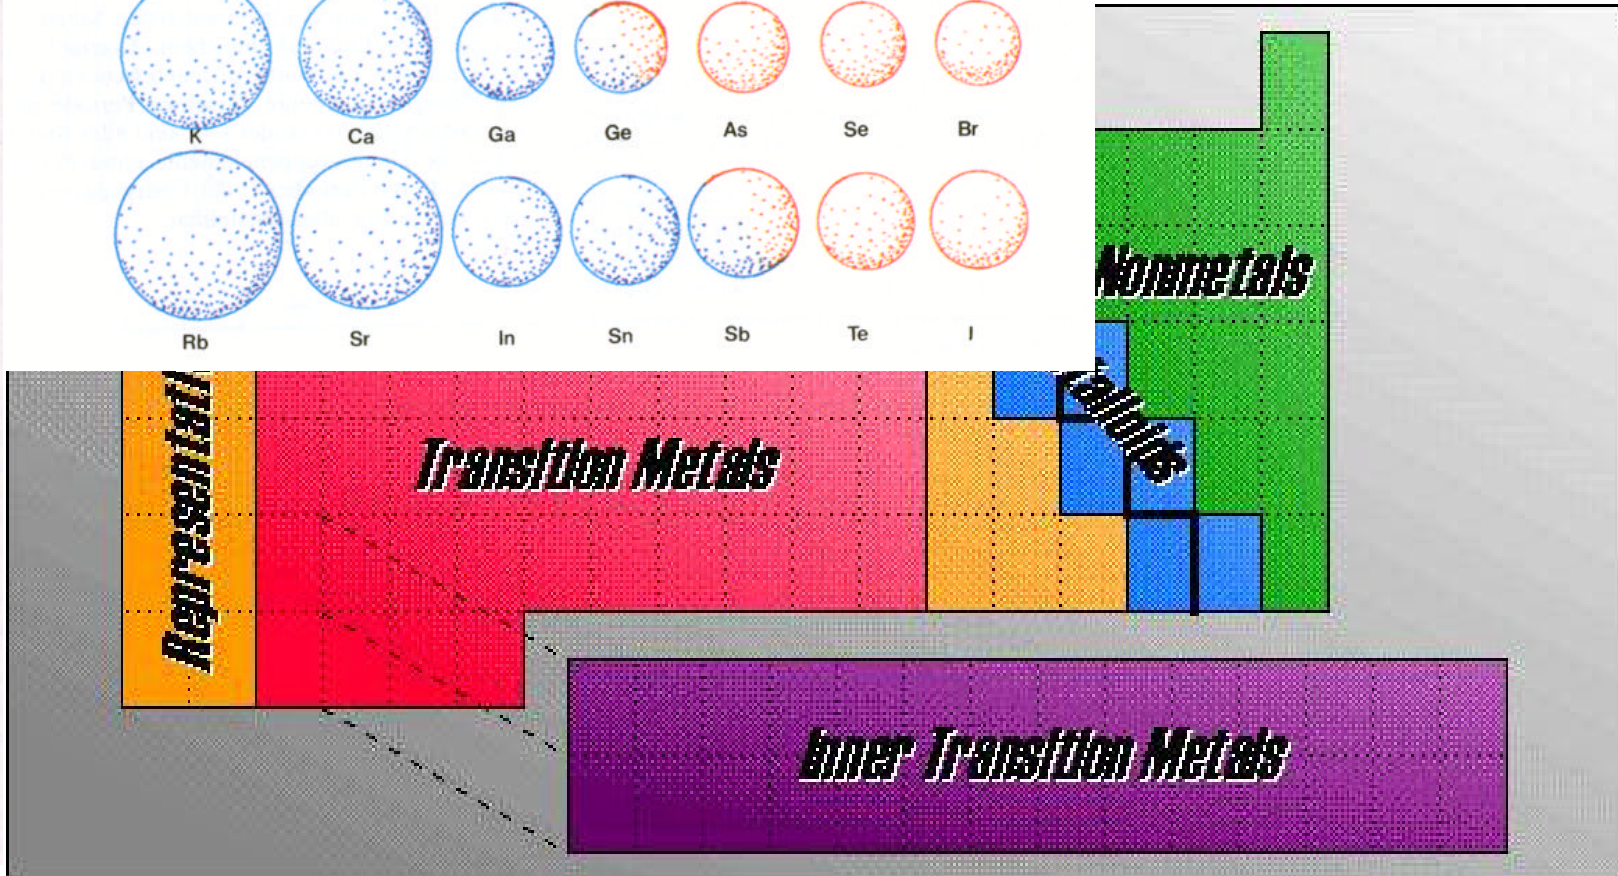 K Ca Ga Ge As Se Br
Rb Sr In Sn Sb Te I
Nonmetals
Transition Metals
Inner Transition Metals